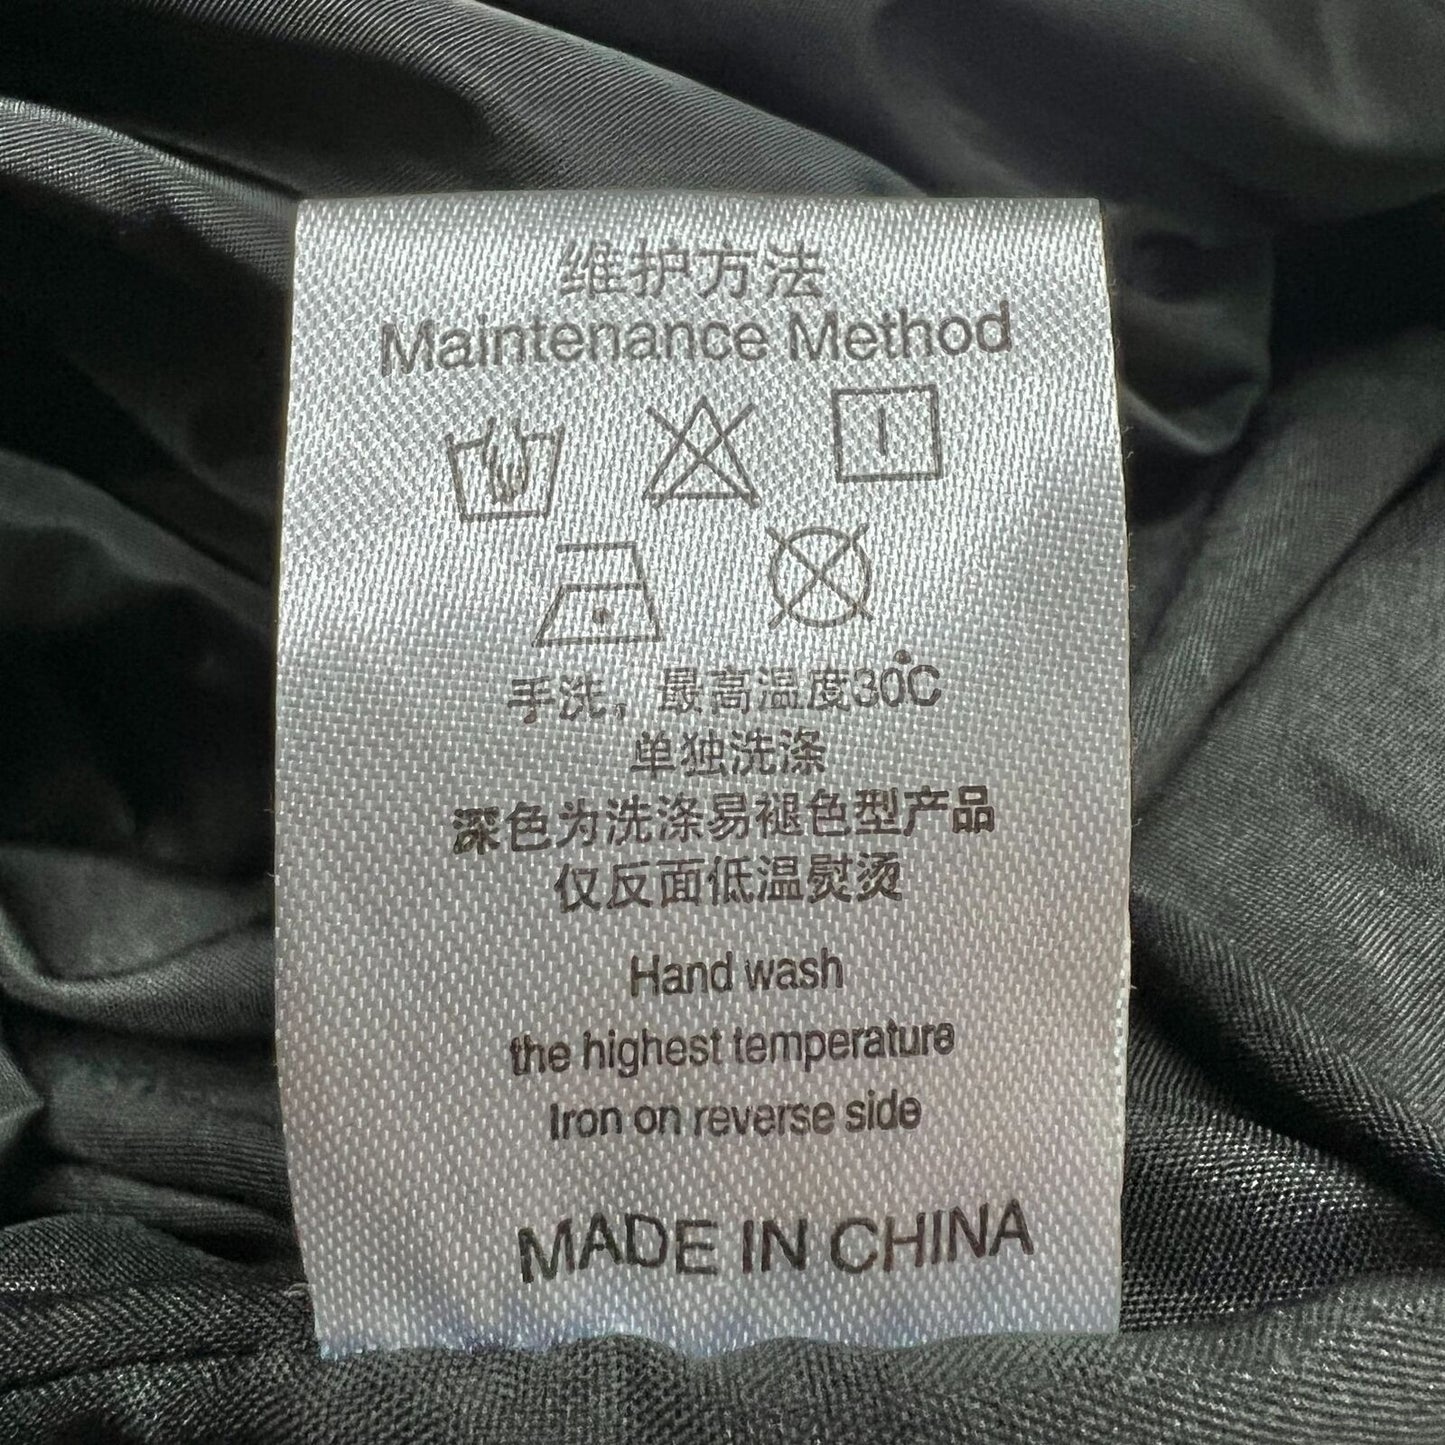 维护方法
Maintenance Method
手洗，最高温度30℃
单独洗涤
深色为洗涤易褪色型产品
仅反面低温熨烫
Hand wash
the highest temperature
Iron on reverse side
MADE IN CHINA